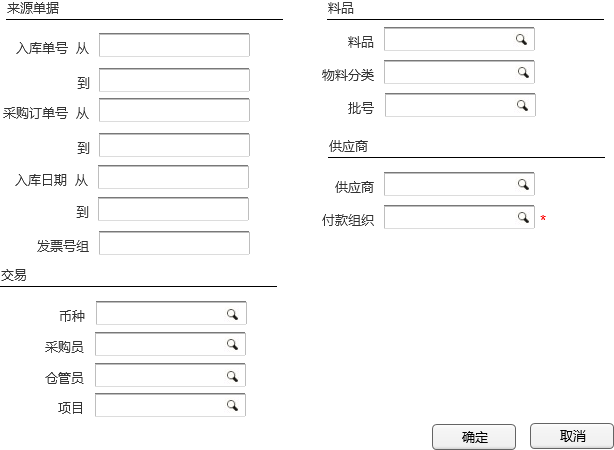 来源单据
入库单号 从
到
采购订单号 从
到
入库日期 从
到
发票号组
交易
币种
采购员
仓管员
项目
料品
料品
物料分类
批号
供应商
供应商
付款组织 *
确定 取消